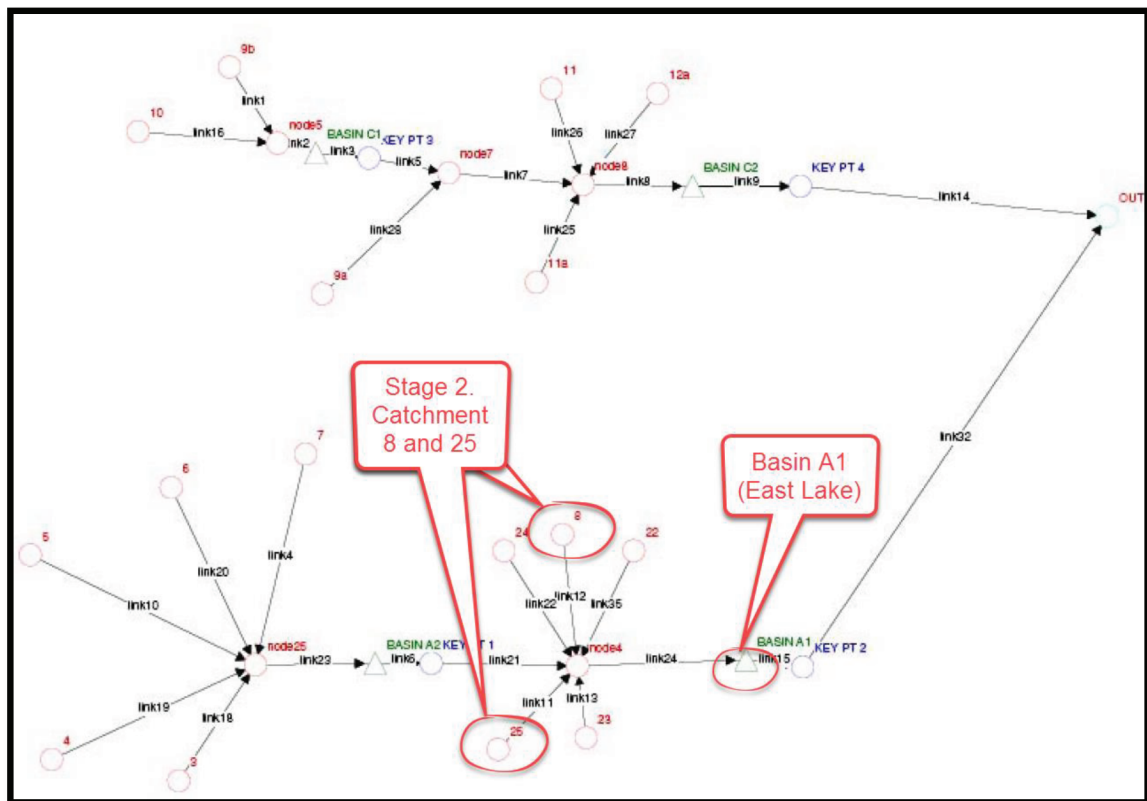 9b
link1
10
link16
node5
link2
BASIN C1
link3
KEY PT 3
link5
node7
link28
9a
link7
11
link26
12a
link27
node8
link25
11a
link8
BASIN C2
link9
KEY PT 4
link14
OUT
link32
Stage 2.
Catchment
8 and 25
Basin A1
(East Lake)
7
link4
6
link20
5
link10
node25
link19
4
link18
3
link23
BASIN A2
link6
KEY PT 1
link21
24
link22
8
link12
22
link35
node4
link11
25
link13
23
link24
BASIN A1
link15
KEY PT 2